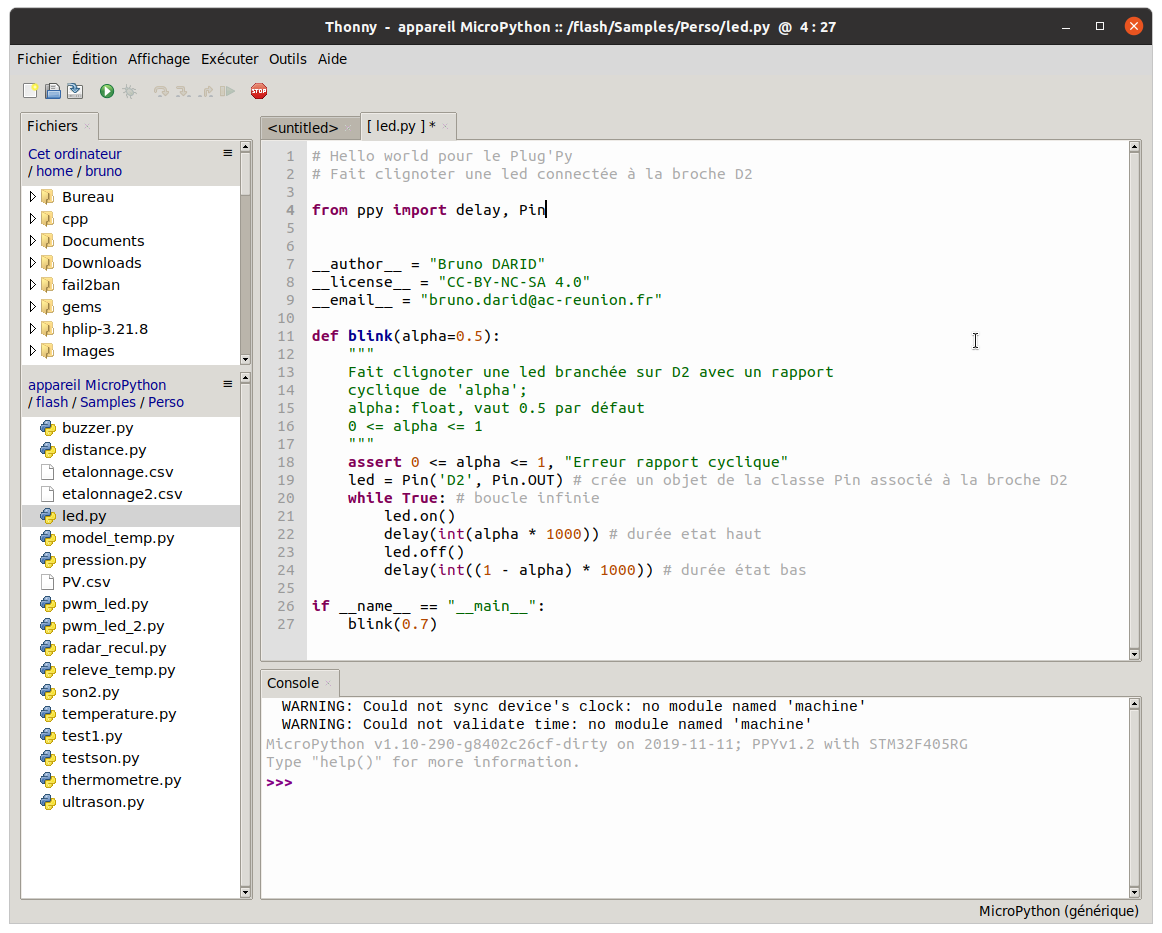 Thonny - appareil MicroPython :: /flash/Samples/Perso/led.py @ 4 : 27
Fichier Édition Affichage Exécuter Outils Aide
STOP
Fichiers
Cet ordinateur
/ home / bruno
Bureau
cpp
Documents
Downloads
fail2ban
gems
hplip-3.21.8
Images
appareil MicroPython
/ flash / Samples / Perso
buzzer.py
distance.py
etalonnage.csv
etalonnage2.csv
led.py
model_temp.py
pression.py
PV.csv
pwm_led.py
pwm_led_2.py
radar_recul.py
releve_temp.py
son2.py
temperature.py
test1.py
testson.py
thermometre.py
ultrason.py
<untitled> [ led.py ] *
1 # Hello world pour le Plug'Py
2 # Fait clignoter une led connectée à la broche D2
3
4 from ppy import delay, Pin
5
6
7 __author__ = "Bruno DARID"
8 __license__ = "CC-BY-NC-SA 4.0"
9 __email__ = "bruno.darid@ac-reunion.fr"
10
11 def blink(alpha=0.5):
12     """
13     Fait clignoter une led branchée sur D2 avec un rapport
14     cyclique de 'alpha';
15     alpha: float, vaut 0.5 par défaut
16     0 <= alpha <= 1
17     """
18     assert 0 <= alpha <= 1, "Erreur rapport cyclique"
19     led = Pin('D2', Pin.OUT) # crée un objet de la classe Pin associé à la broche D2
20     while True: # boucle infinie
21         led.on()
22         delay(int(alpha * 1000)) # durée etat haut
23         led.off()
24         delay(int((1 - alpha) * 1000)) # durée état bas
25
26 if __name__ == "__main__":
27     blink(0.7)
Console
WARNING: Could not sync device's clock: no module named 'machine'
WARNING: Could not validate time: no module named 'machine'
MicroPython v1.10-290-g8402c26cf-dirty on 2019-11-11; PPYv1.2 with STM32F405RG
Type "help()" for more information.
>>>
MicroPython (générique)